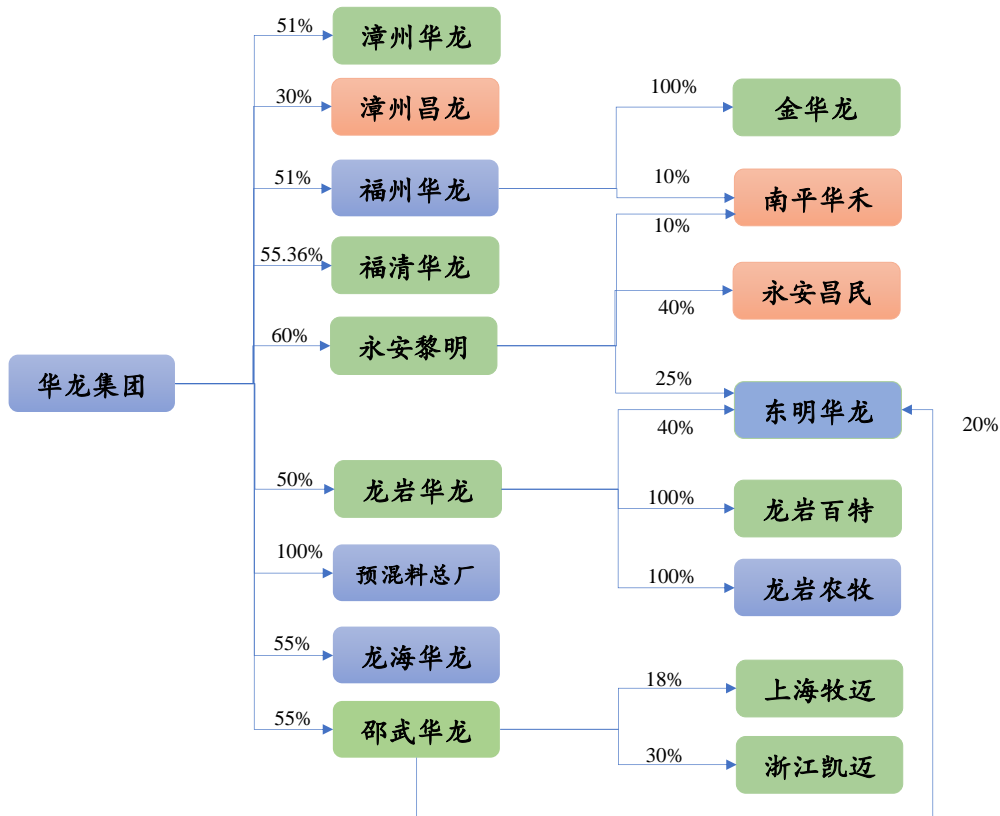 51%
漳州华龙
100%
金华龙
30%
漳州昌龙
51%
福州华龙
10%
南平华禾
10%
55.36%
福清华龙
永安昌民
40%
60%
永安黎明
华龙集团
25%
东明华龙
40%
20%
50%
龙岩华龙
100%
龙岩百特
100%
预混料总厂
100%
龙岩农牧
55%
龙海华龙
18%
上海牧迈
55%
邵武华龙
30%
浙江凯迈